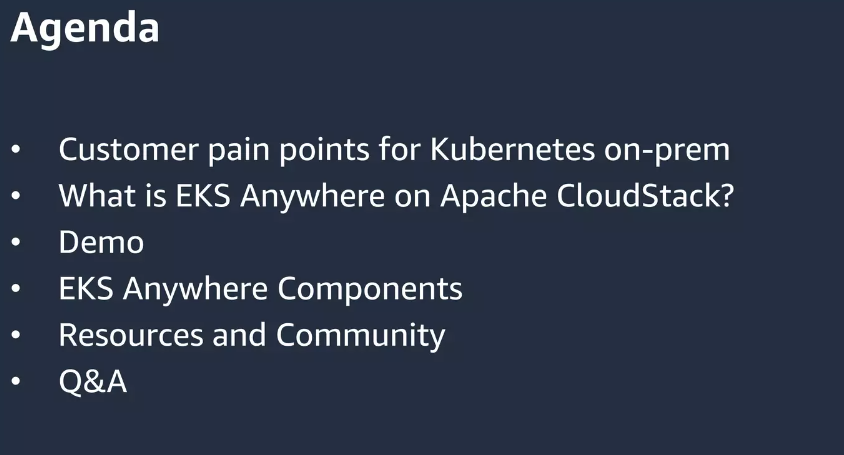 Agenda
• Customer pain points for Kubernetes on-prem
• What is EKS Anywhere on Apache CloudStack?
• Demo
• EKS Anywhere Components
• Resources and Community
• Q&A